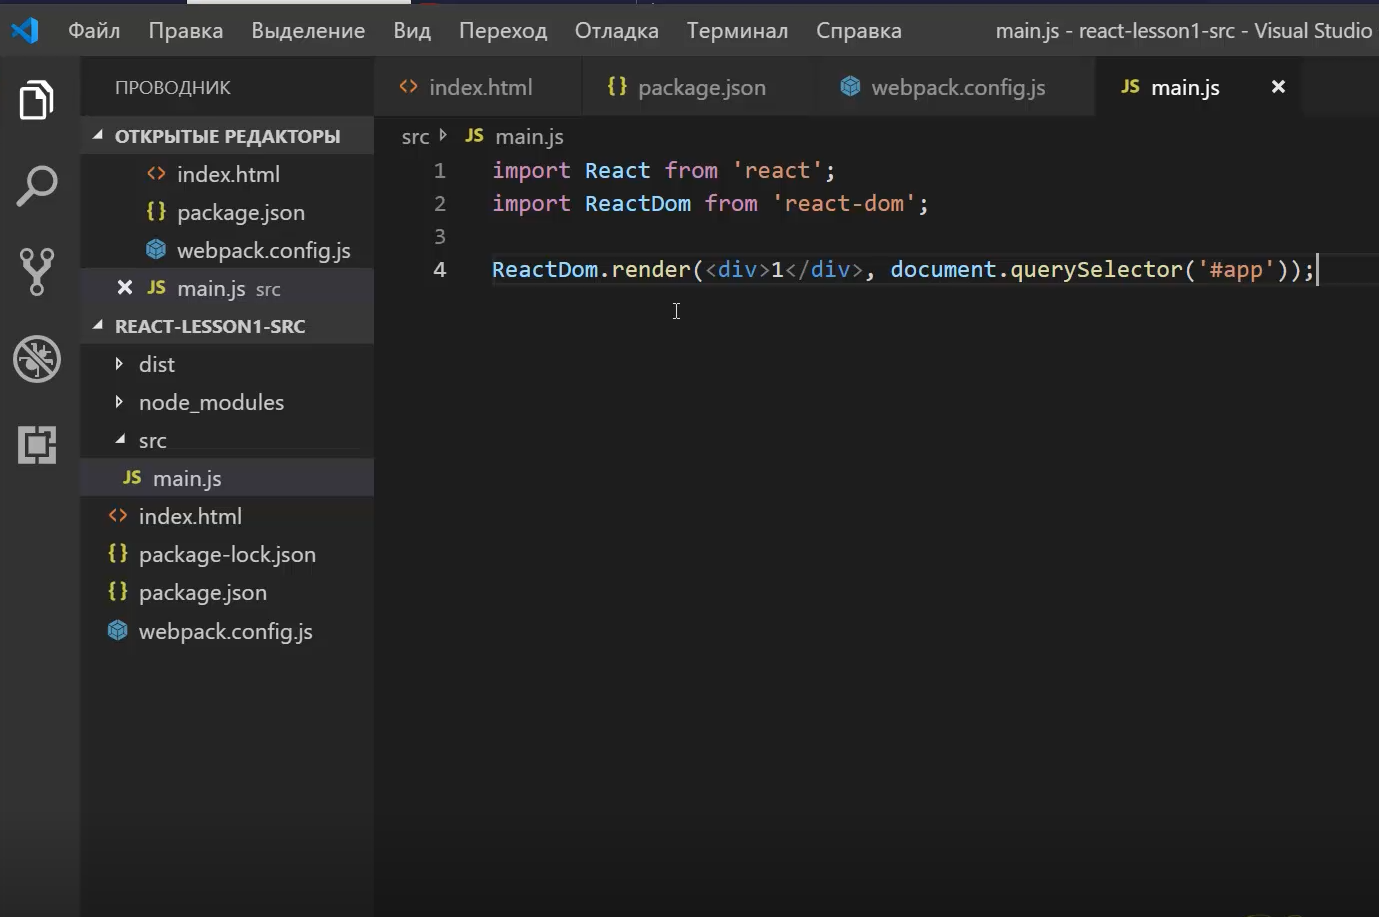 Файл Правка Выделение Вид Переход Отладка Терминал Справка main.js - react-lesson1-src - Visual Studio
ПРОВОДНИК
ОТКРЫТЫЕ РЕДАКТОРЫ
index.html
package.json
webpack.config.js
JS main.js src
REACT-LESSON1-SRC
dist
node_modules
src
JS main.js
index.html
package-lock.json
package.json
webpack.config.js
index.html {} package.json webpack.config.js JS main.js
src JS main.js
1 import React from 'react';
2 import ReactDom from 'react-dom';
3
4 ReactDom.render(<div>1</div>, document.querySelector('#app'));